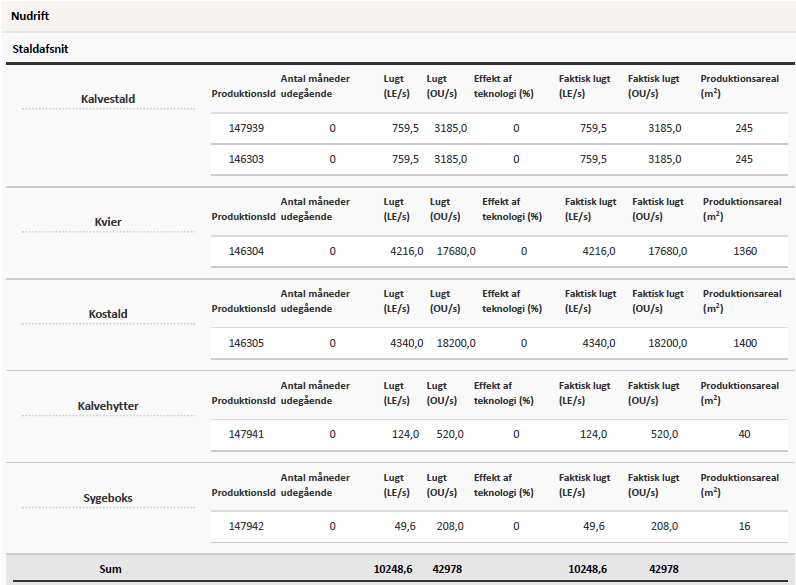 Nudrift
Staldafsnit
Kalvestald
ProduktionsId Antal måneder udegående Lugt (LE/s) Lugt (OU/s) Effekt af teknologi (%) Faktisk lugt (LE/s) Faktisk lugt (OU/s) Produktionsareal (m²)
147939 0 759,5 3185,0 0 759,5 3185,0 245
146303 0 759,5 3185,0 0 759,5 3185,0 245
Kvier
ProduktionsId Antal måneder udegående Lugt (LE/s) Lugt (OU/s) Effekt af teknologi (%) Faktisk lugt (LE/s) Faktisk lugt (OU/s) Produktionsareal (m²)
146304 0 4216,0 17680,0 0 4216,0 17680,0 1360
Kostald
ProduktionsId Antal måneder udegående Lugt (LE/s) Lugt (OU/s) Effekt af teknologi (%) Faktisk lugt (LE/s) Faktisk lugt (OU/s) Produktionsareal (m²)
146305 0 4340,0 18200,0 0 4340,0 18200,0 1400
Kalvehytter
ProduktionsId Antal måneder udegående Lugt (LE/s) Lugt (OU/s) Effekt af teknologi (%) Faktisk lugt (LE/s) Faktisk lugt (OU/s) Produktionsareal (m²)
147941 0 124,0 520,0 0 124,0 520,0 40
Sygeboks
ProduktionsId Antal måneder udegående Lugt (LE/s) Lugt (OU/s) Effekt af teknologi (%) Faktisk lugt (LE/s) Faktisk lugt (OU/s) Produktionsareal (m²)
147942 0 49,6 208,0 0 49,6 208,0 16
Sum 10248,6 42978 10248,6 42978